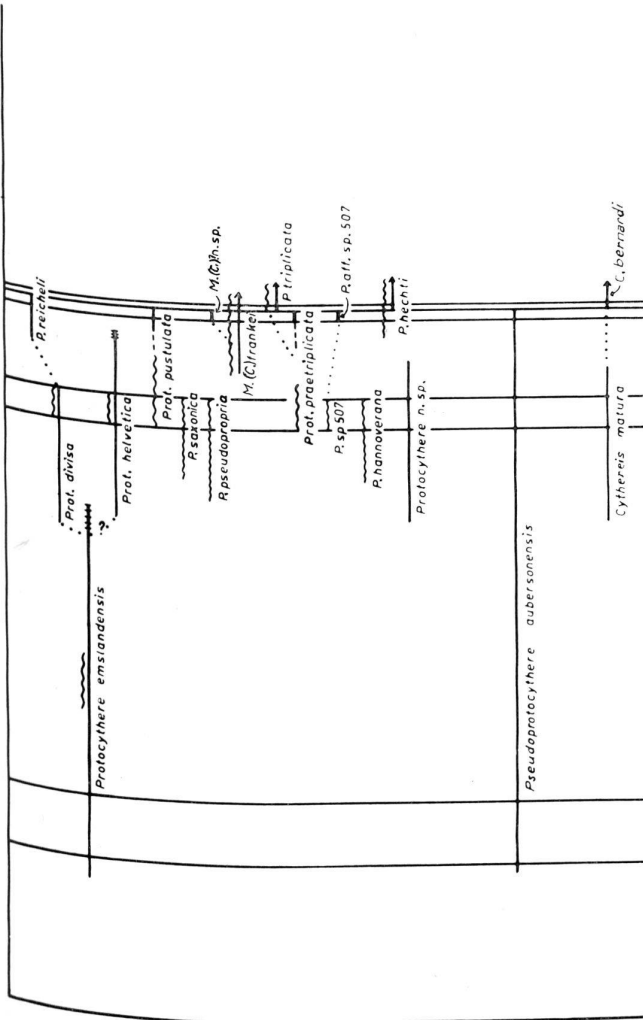 P. reicheli
Prot. divisa
Prot. helvetica
?
Protocythere emslandensis
Prot. pustulata
P. saxonica
P. pseudopropria
M.(C.)n.sp.
M.(C.) frankei
P. triplicata
Prot. praetriplicata
P. aff. sp. 507
P. sp 507
P. hannoverana
P. hechti
Protocythere n. sp.
Pseudoprotocythere aubersonensis
C. bernardi
Cythereis matura